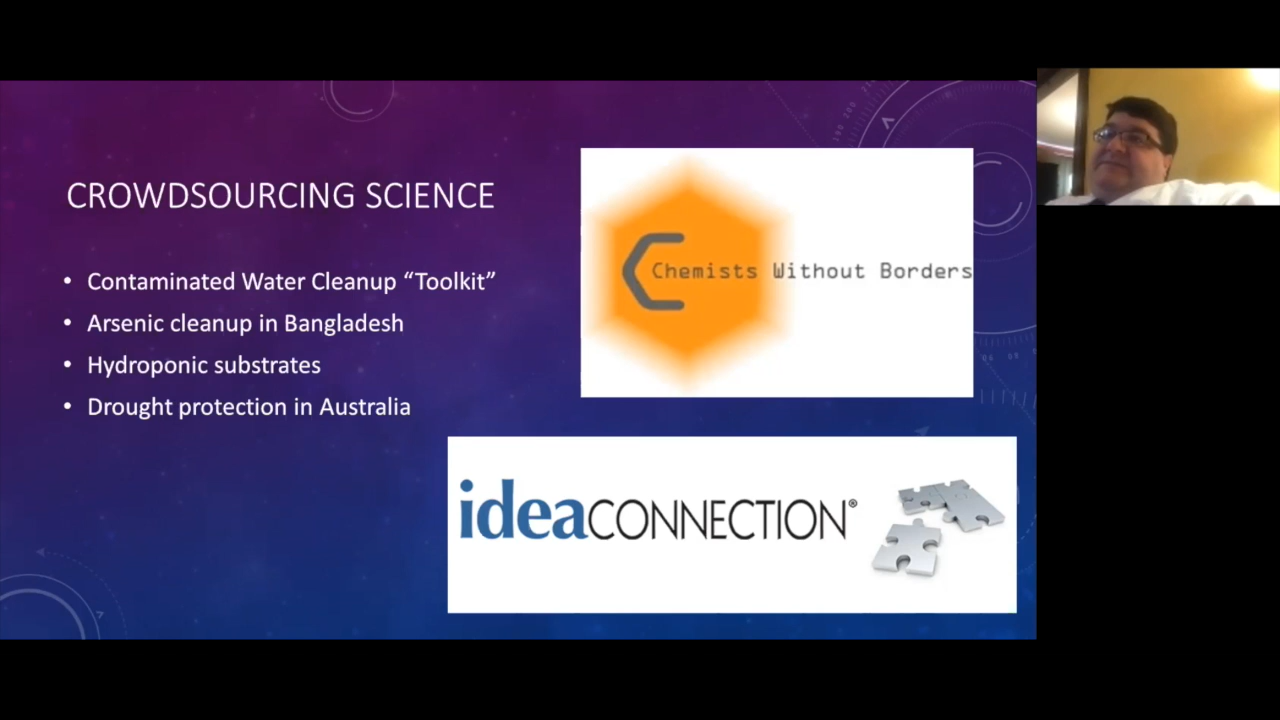 CROWDSOURCING SCIENCE
• Contaminated Water Cleanup “Toolkit”
• Arsenic cleanup in Bangladesh
• Hydroponic substrates
• Drought protection in Australia
Chemists Without Borders
ideaCONNECTION®